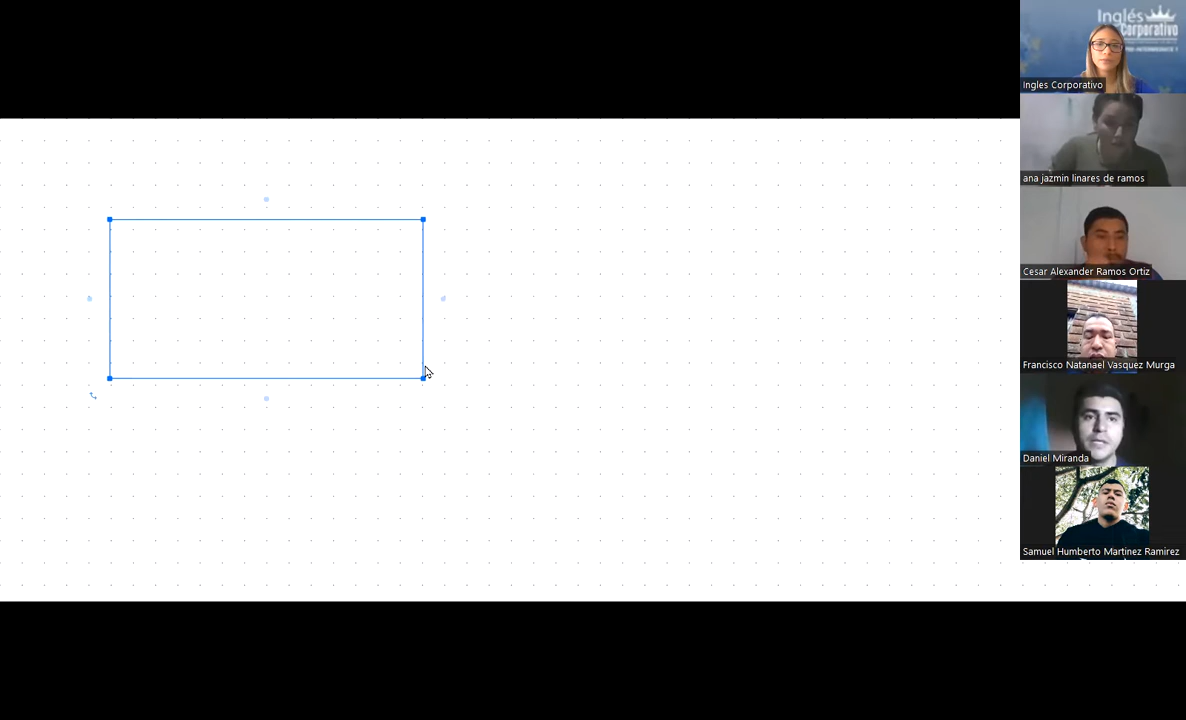 Inglés
Corporativo
Ingles Corporativo
ana jazmin linares de ramos
Cesar Alexander Ramos Ortiz
Francisco Natanael Vasquez Murga
Daniel Miranda
Samuel Humberto Martinez Ramirez